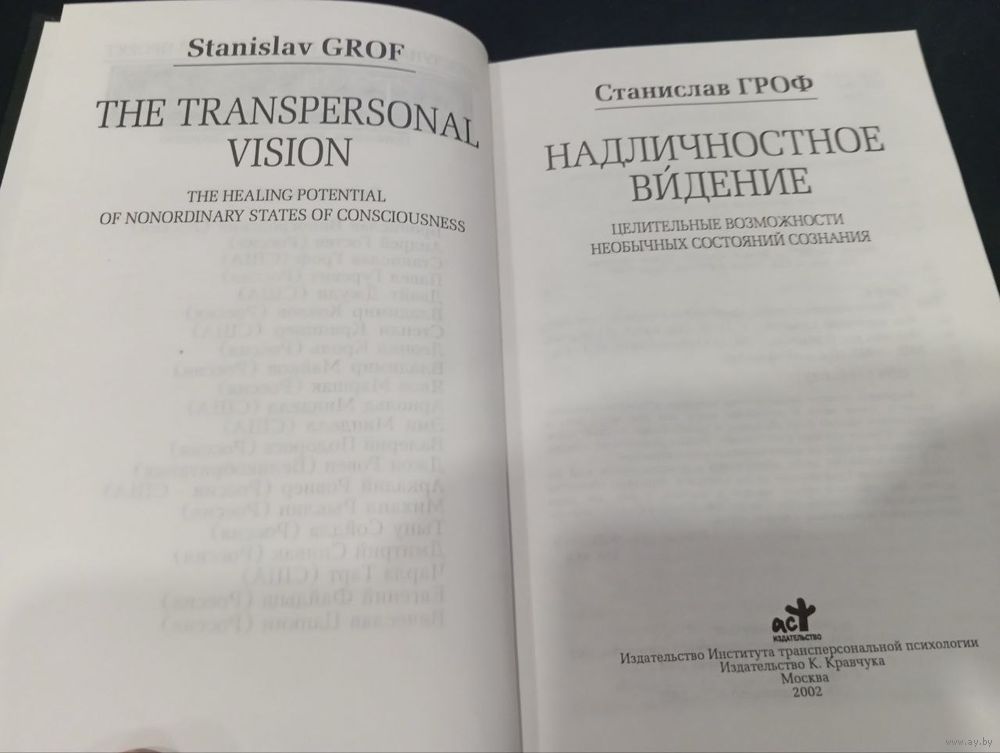 Stanislav GROF
THE TRANSPERSONAL
VISION
THE HEALING POTENTIAL
OF NONORDINARY STATES OF CONSCIOUSNESS
Станислав ГРОФ
НАДЛИЧНОСТНОЕ
ВИ́ДЕНИЕ
ЦЕЛИТЕЛЬНЫЕ ВОЗМОЖНОСТИ
НЕОБЫЧНЫХ СОСТОЯНИЙ СОЗНАНИЯ
аст
ИЗДАТЕЛЬСТВО
Издательство Института трансперсональной психологии
Издательство К. Кравчука
Москва
2002
www.ay.by